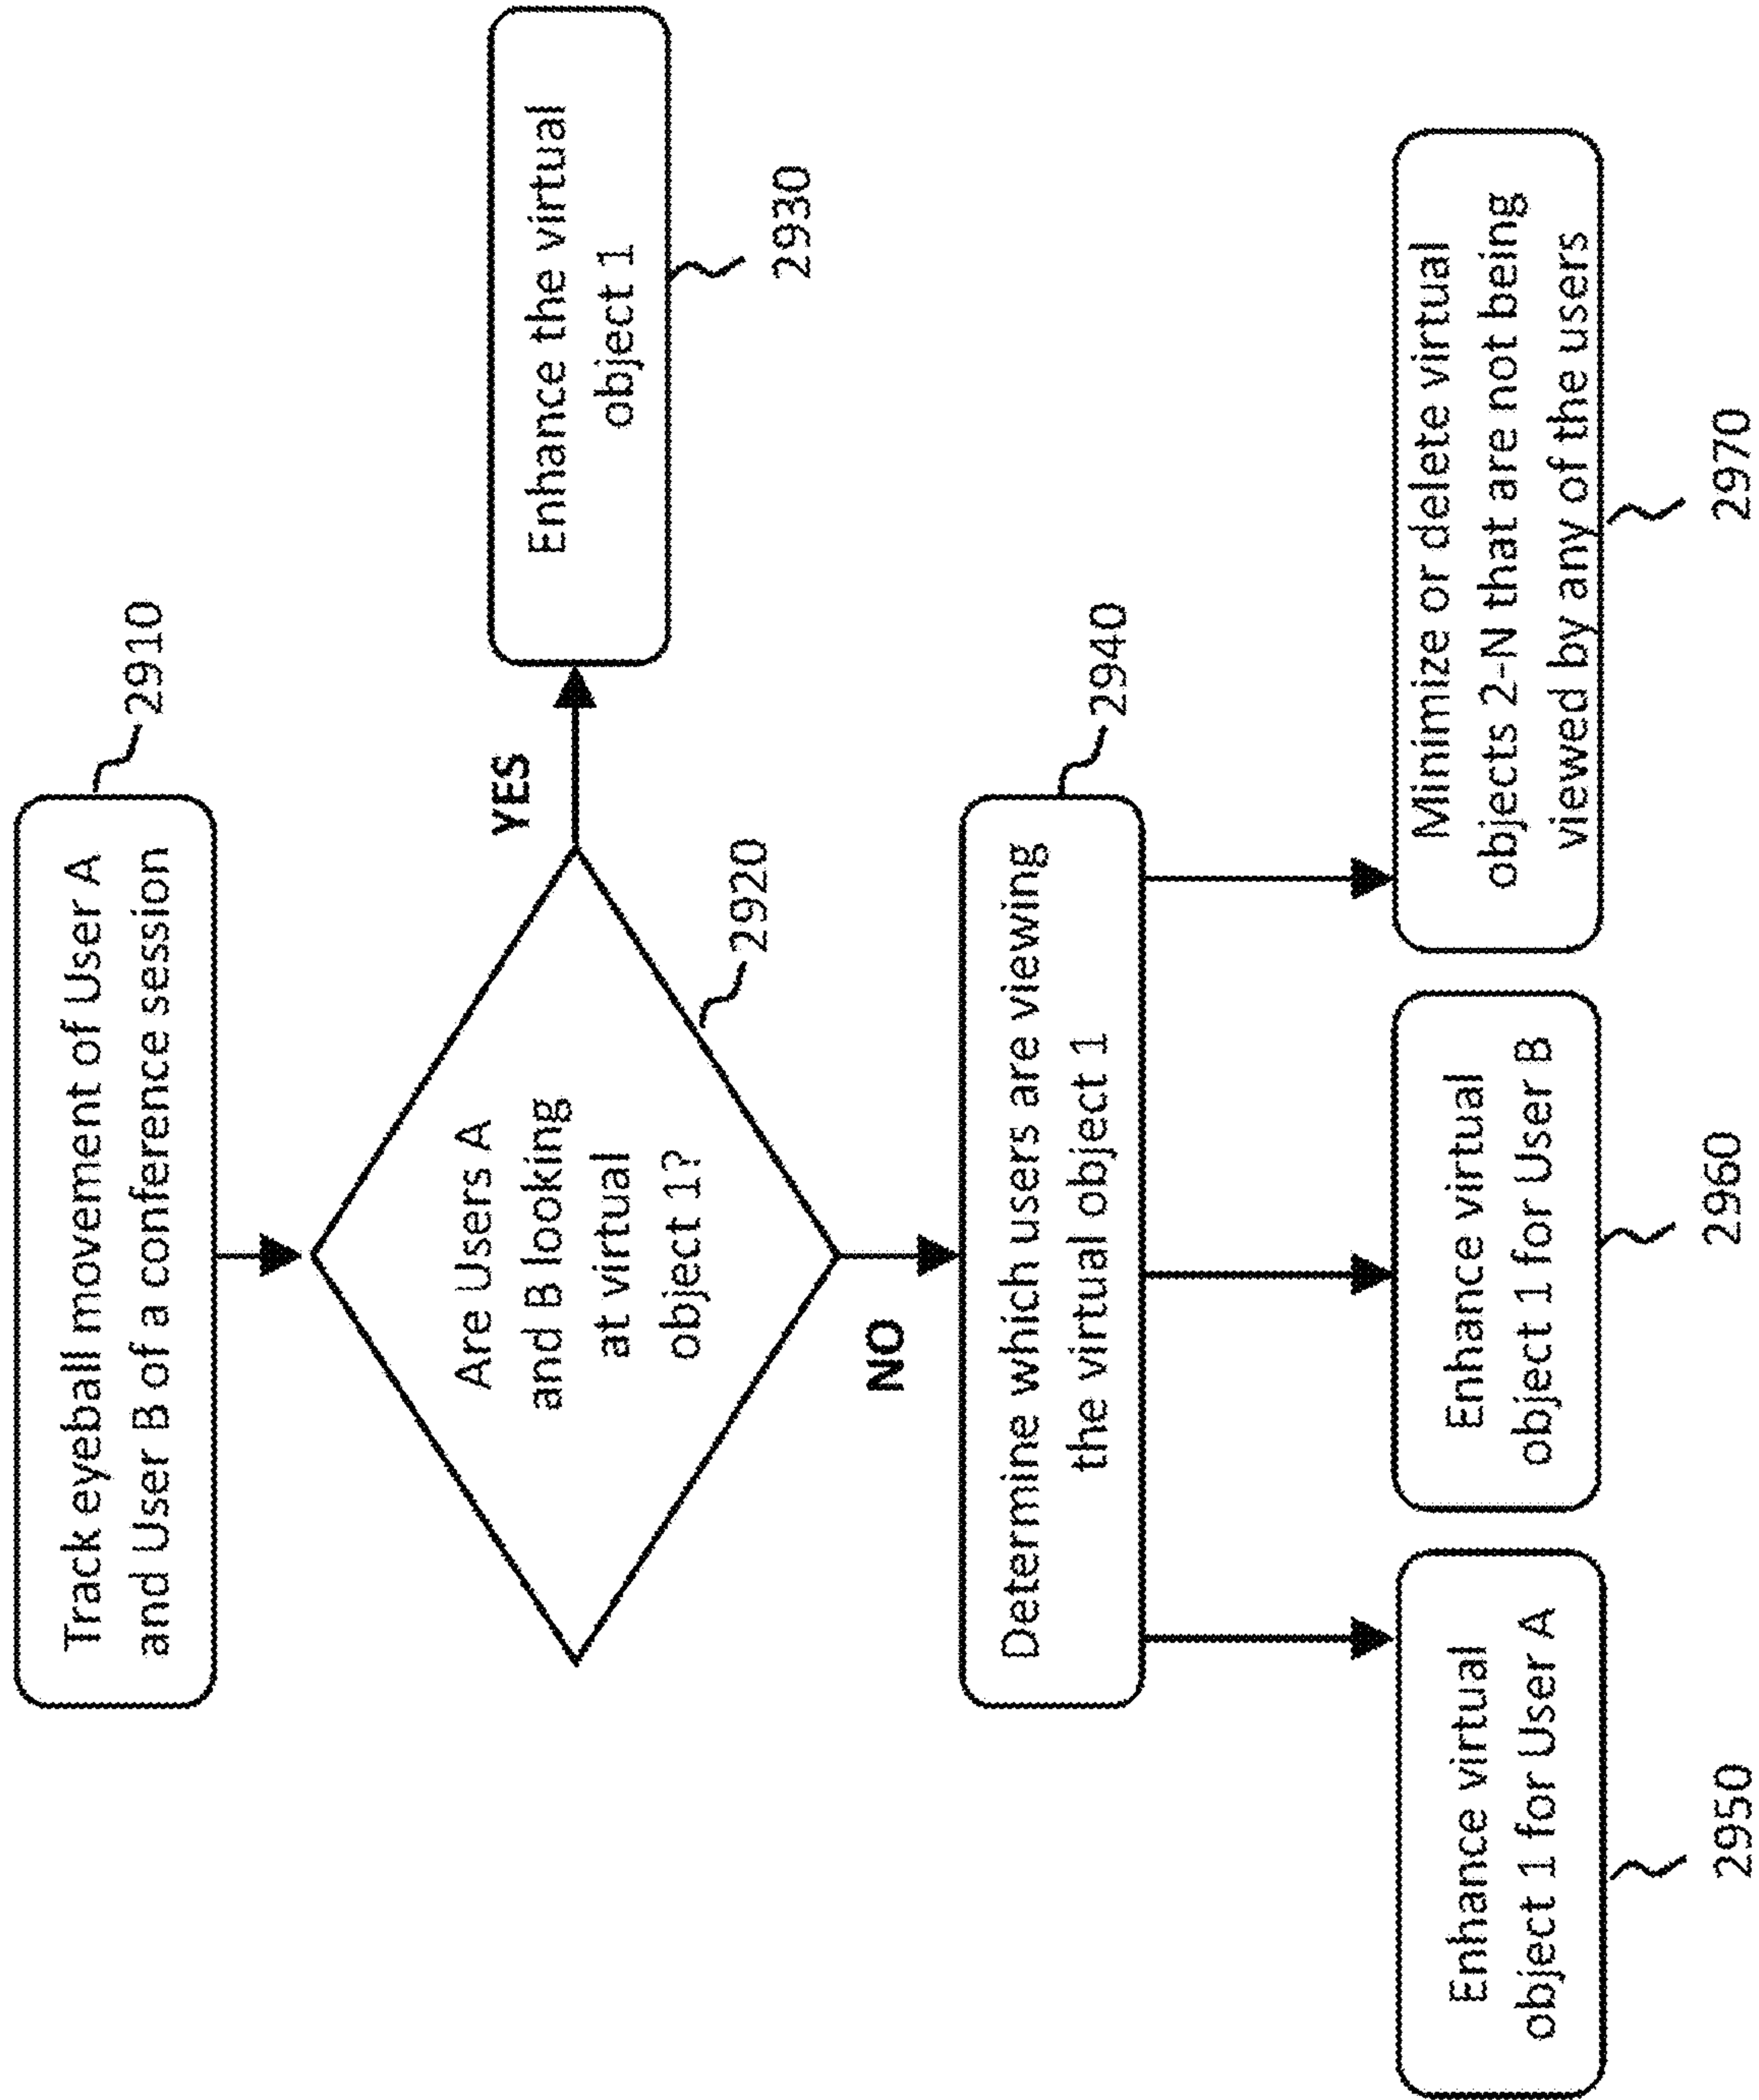 Track eyeball movement of User A
and User B of a conference session
2910
Are Users A
and B looking
at virtual
object 1?
2920
YES
Enhance the virtual
object 1
2930
NO
Determine which users are viewing
the virtual object 1
2940
Enhance virtual
object 1 for User A
2950
Enhance virtual
object 1 for User B
2960
Minimize or delete virtual
objects 2-N that are not being
viewed by any of the users
2970